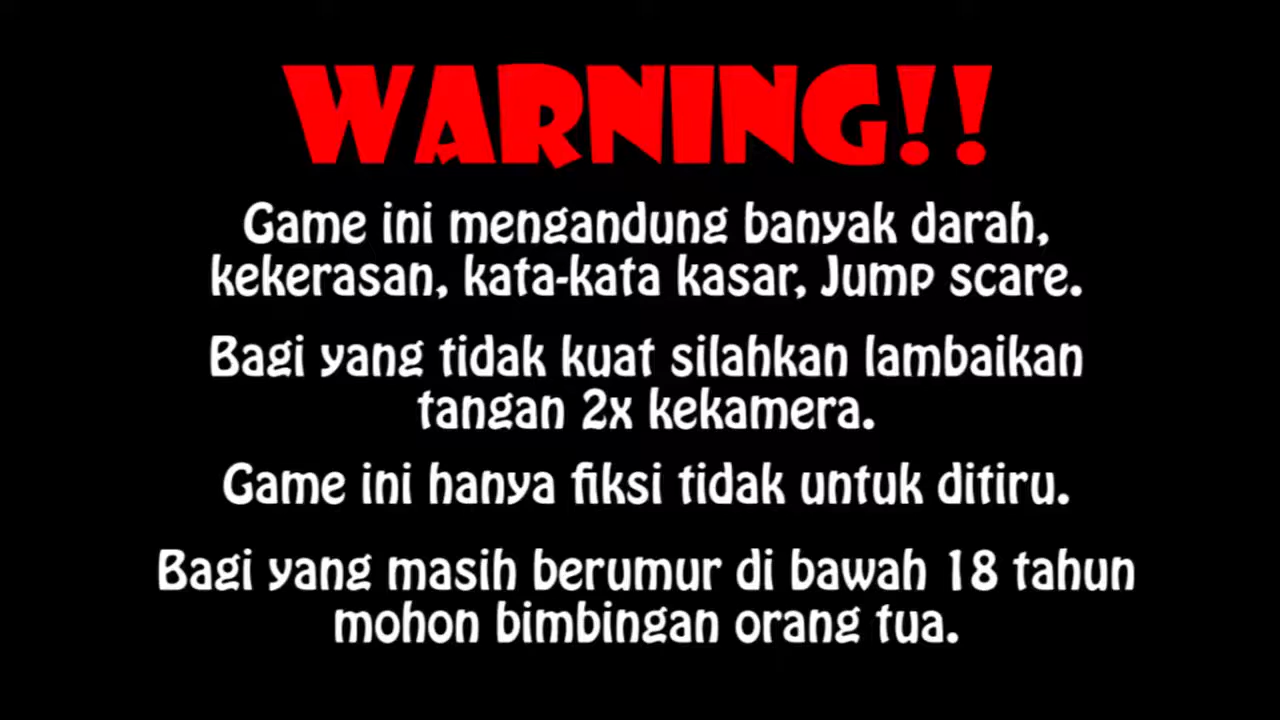 WARNING!!
Game ini mengandung banyak darah,
kekerasan, kata-kata kasar, Jump scare.
Bagi yang tidak kuat silahkan lambaikan
tangan 2x kekamera.
Game ini hanya fiksi tidak untuk ditiru.
Bagi yang masih berumur di bawah 18 tahun
mohon bimbingan orang tua.